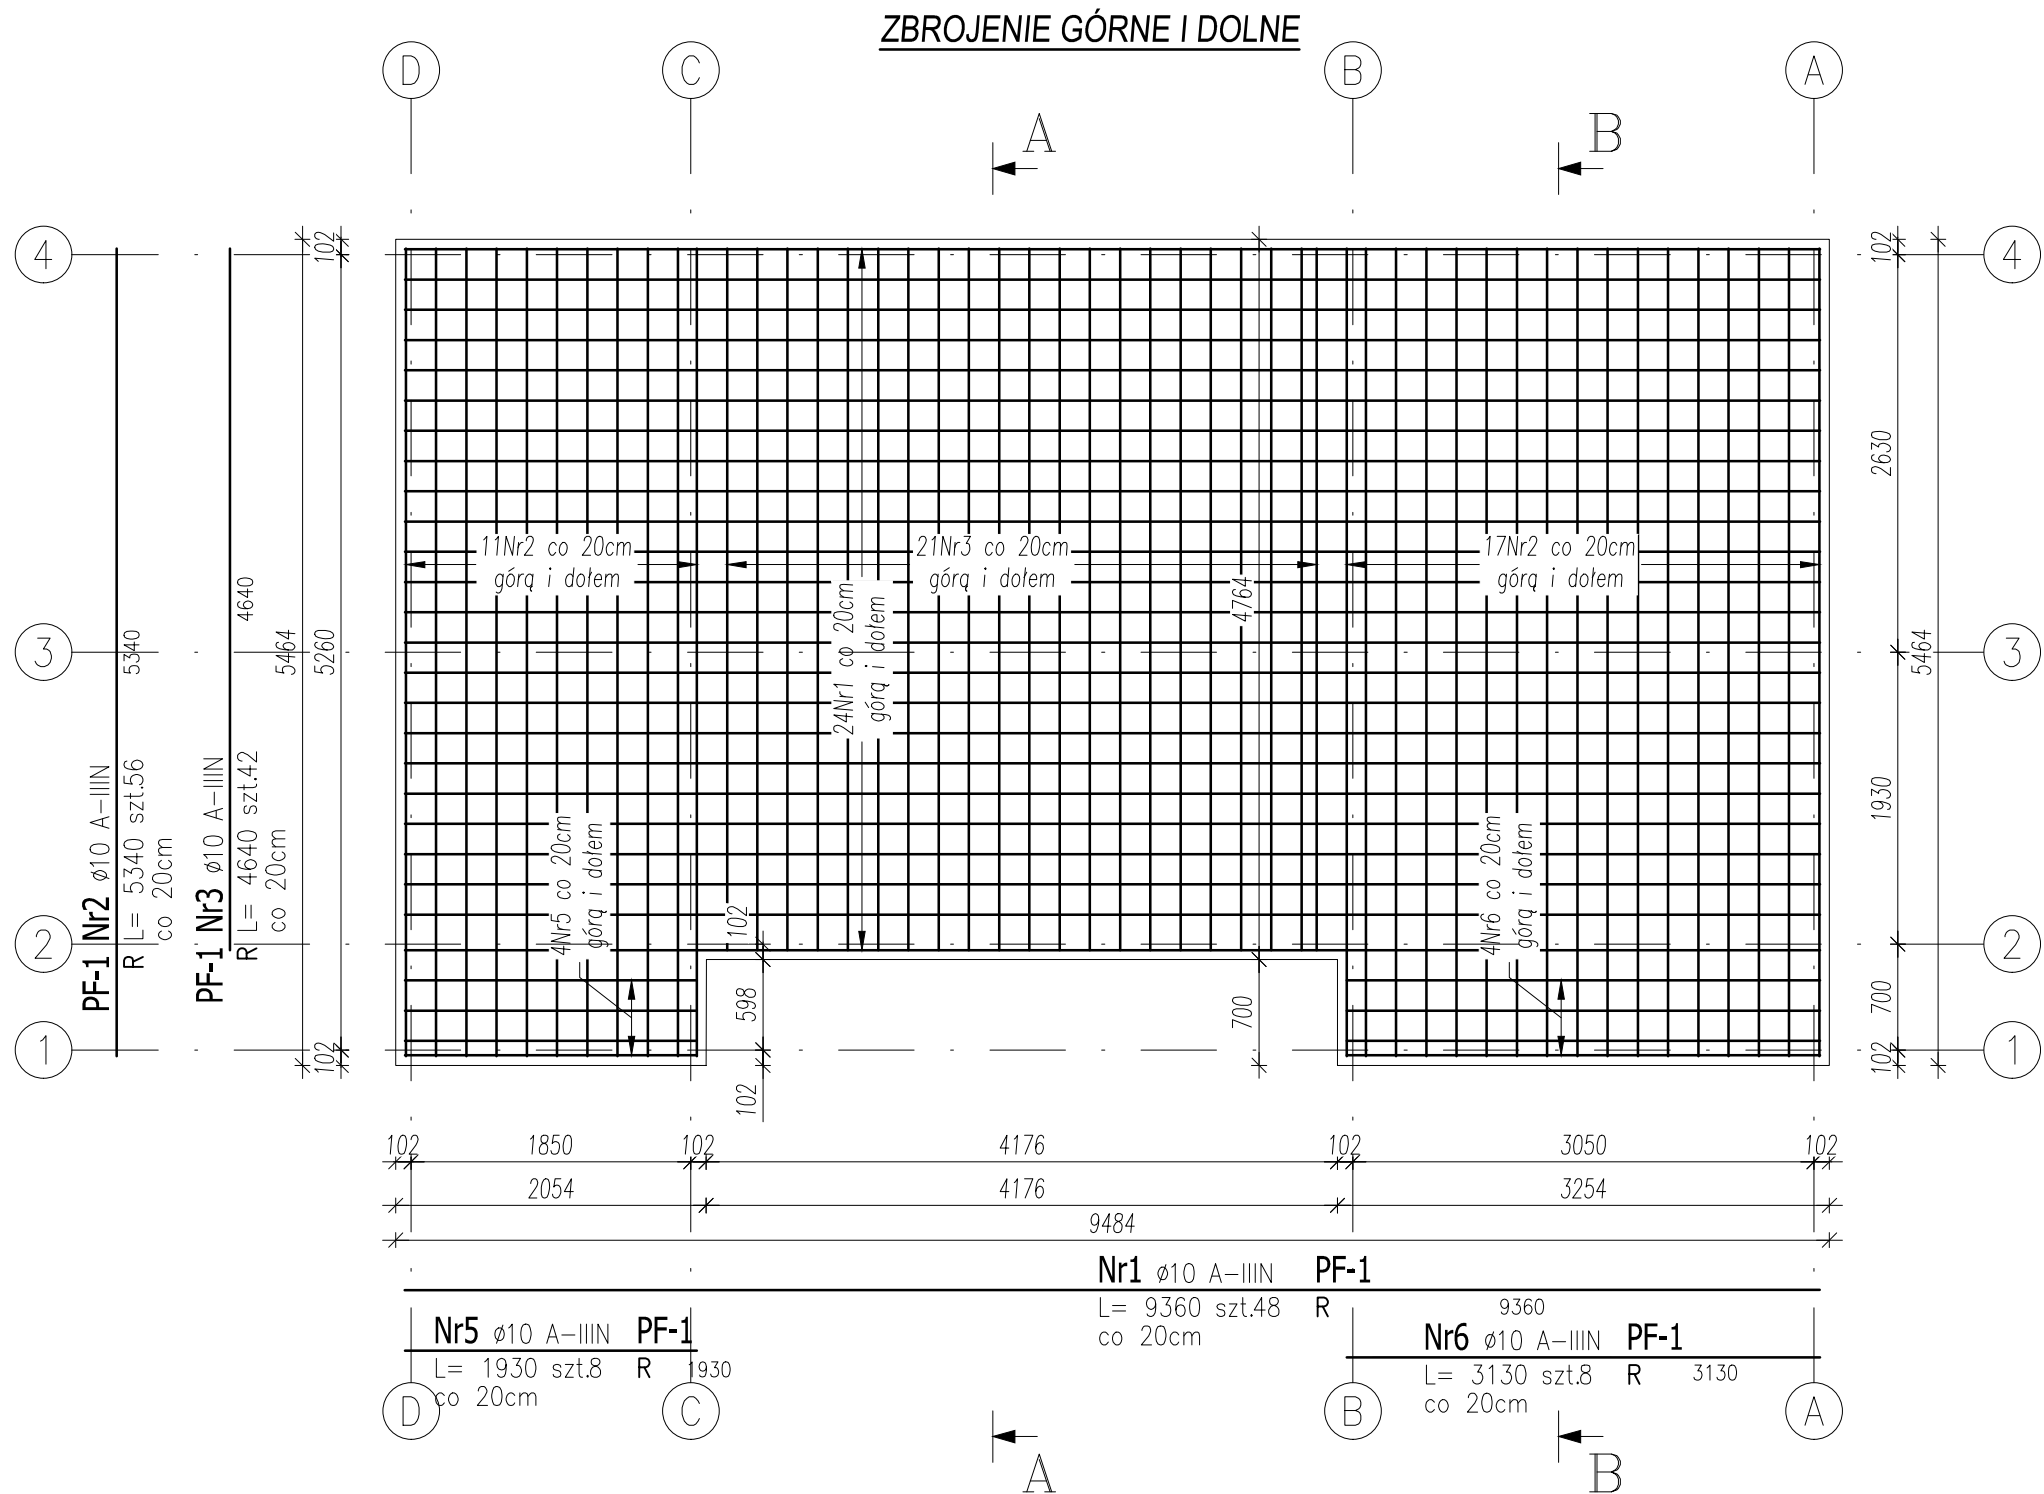 ZBROJENIE GÓRNE I DOLNE
D
C
B
A
A
B
4
4
102
102
11Nr2 co 20cm
górą i dołem
21Nr3 co 20cm
górą i dołem
17Nr2 co 20cm
górą i dołem
24Nr1 co 20cm
górą i dołem
4764
2630
5464
3
3
5464
5260
1930
PF-1 Nr2 ø10 A-IIIN
R L= 5340 szt.56
co 20cm
5340
PF-1 Nr3 ø10 A-IIIN
R L= 4640 szt.42
co 20cm
4640
4Nr5 co 20cm
górą i dołem
4Nr6 co 20cm
górą i dołem
102
2
2
598
700
700
1
1
102
102
102
102
1850
102
4176
102
3050
102
2054
4176
3254
9484
Nr1 ø10 A-IIIN PF-1
L= 9360 szt.48 R 9360
co 20cm
Nr5 ø10 A-IIIN PF-1
L= 1930 szt.8 R 1930
co 20cm
Nr6 ø10 A-IIIN PF-1
L= 3130 szt.8 R 3130
co 20cm
D
C
B
A
A
B